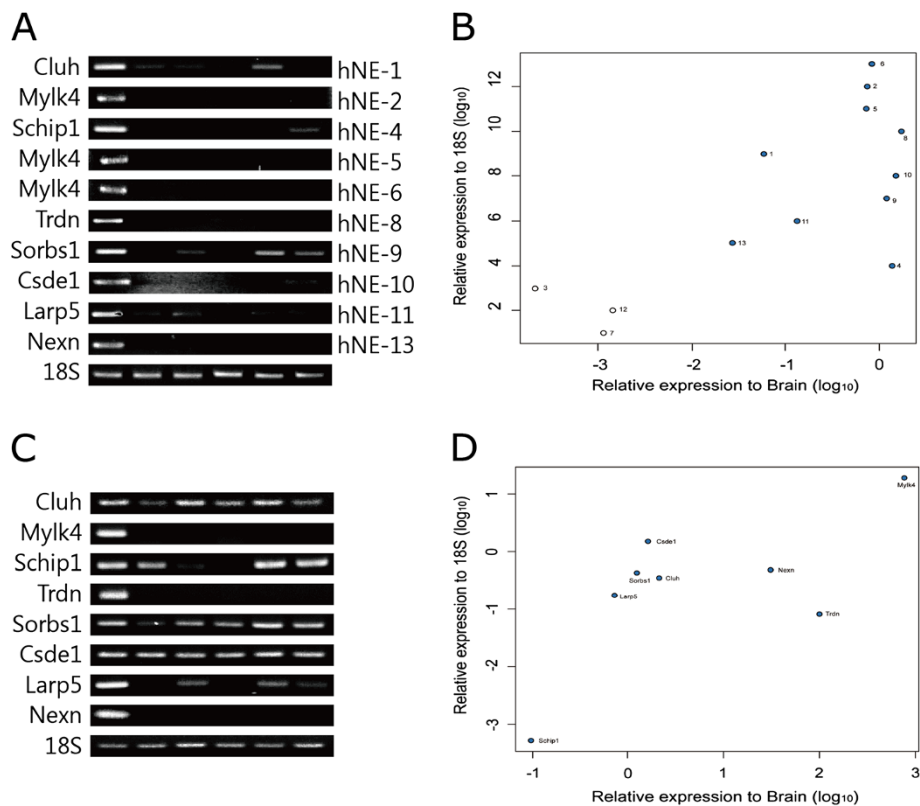 A
Cluh hNE-1
Mylk4 hNE-2
Schip1 hNE-4
Mylk4 hNE-5
Mylk4 hNE-6
Trdn hNE-8
Sorbs1 hNE-9
Csde1 hNE-10
Larp5 hNE-11
Nexn hNE-13
18S
B
Relative expression to 18S (log10)
12
10
8
6
4
2
6
2
5
8
1
10
9
11
13
4
3
12
7
-3 -2 -1 0
Relative expression to Brain (log10)
C
Cluh
Mylk4
Schip1
Trdn
Sorbs1
Csde1
Larp5
Nexn
18S
D
Relative expression to 18S (log10)
1
0
-1
-2
-3
Mylk4
Csde1
Nexn
Sorbs1 Cluh
Larp5
Trdn
Schip1
-1 0 1 2 3
Relative expression to Brain (log10)